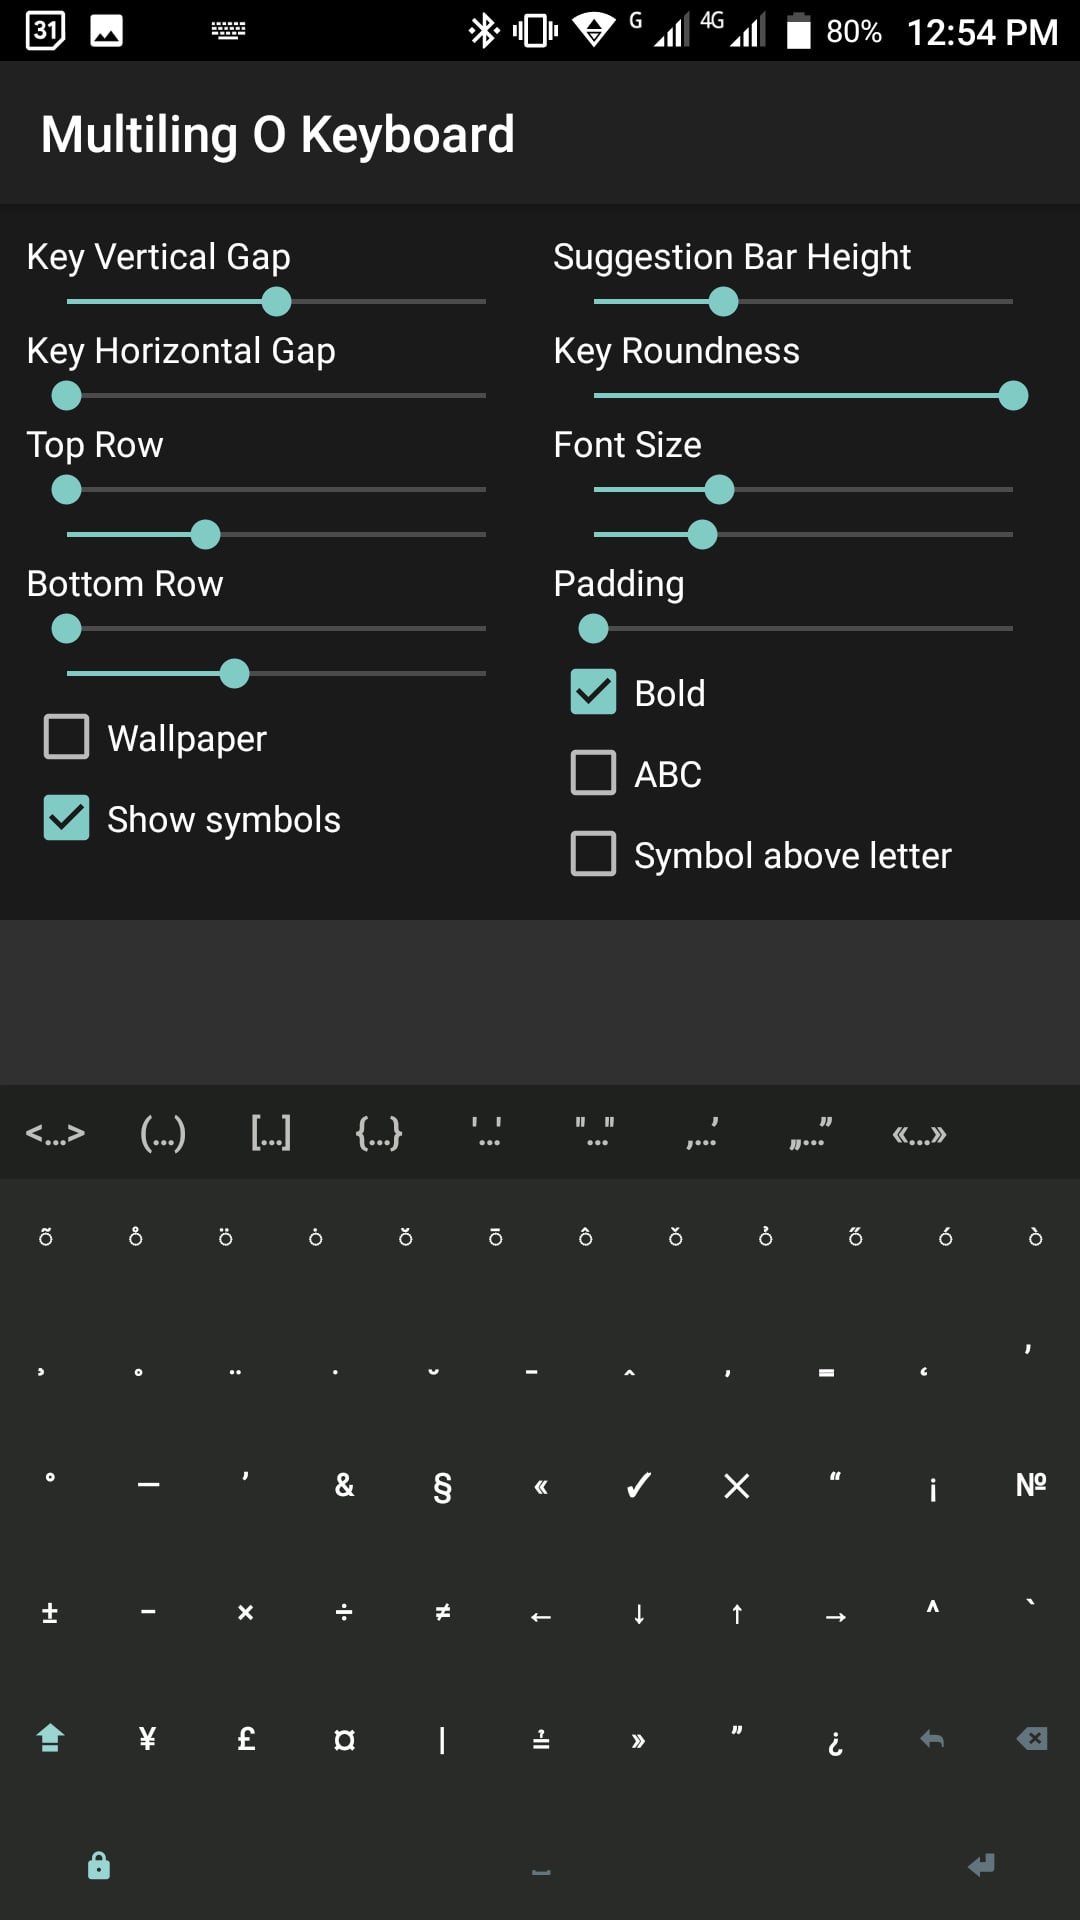 31 G 4G 80% 12:54 PM
Multiling O Keyboard
Key Vertical Gap
Suggestion Bar Height
Key Horizontal Gap
Key Roundness
Top Row
Font Size
Bottom Row
Padding
Bold
Wallpaper
ABC
Show symbols
Symbol above letter
<...> (...) [...] {...} '...' "..." ‚...’ „...” «...»
õ o̊ ö ȯ ŏ ō ô ǒ ỏ ő ó ò
¸ ˳ .. . ˘ - ‸ , = ʿ ʼ
° — ’ & § « ✓ × “ ¡ №
± − × ÷ ≠ ← ↓ ↑ → ^ `
¥ £ ¤ | » ” ¿